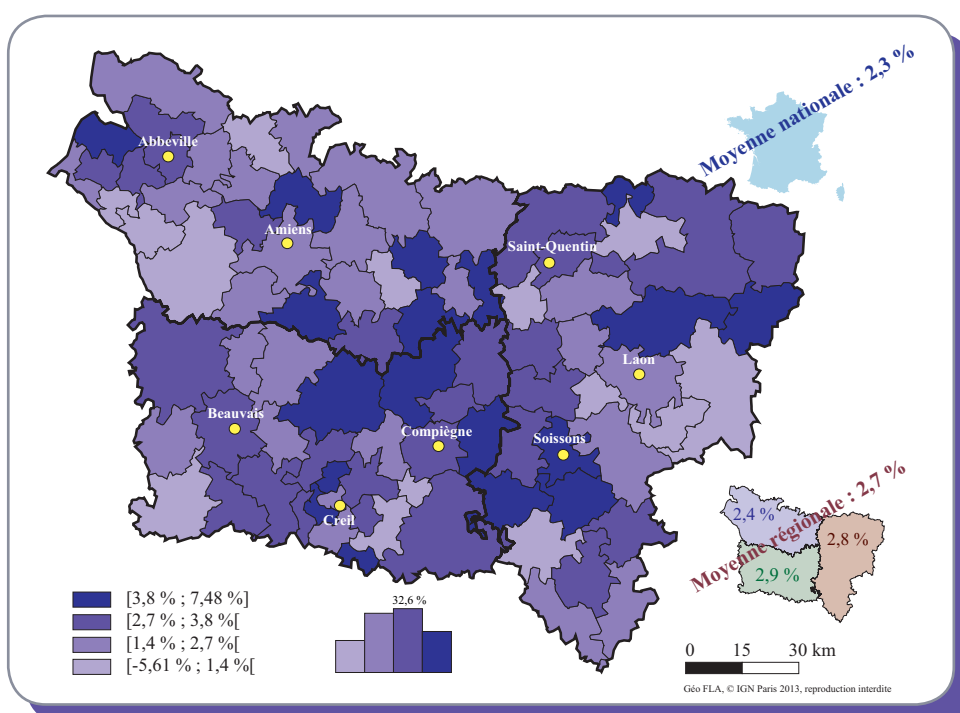 Moyenne nationale : 2,3 %
Abbeville
Amiens
Saint-Quentin
Laon
Beauvais
Compiègne
Soissons
Creil
Moyenne régionale : 2,7 %
2,4 %
2,8 %
2,9 %
[3,8 % ; 7,48 %]
[2,7 % ; 3,8 %[
[1,4 % ; 2,7 %[
[-5,61 % ; 1,4 %[
32,6 %
0 15 30 km
Géo FLA, © IGN Paris 2013, reproduction interdite